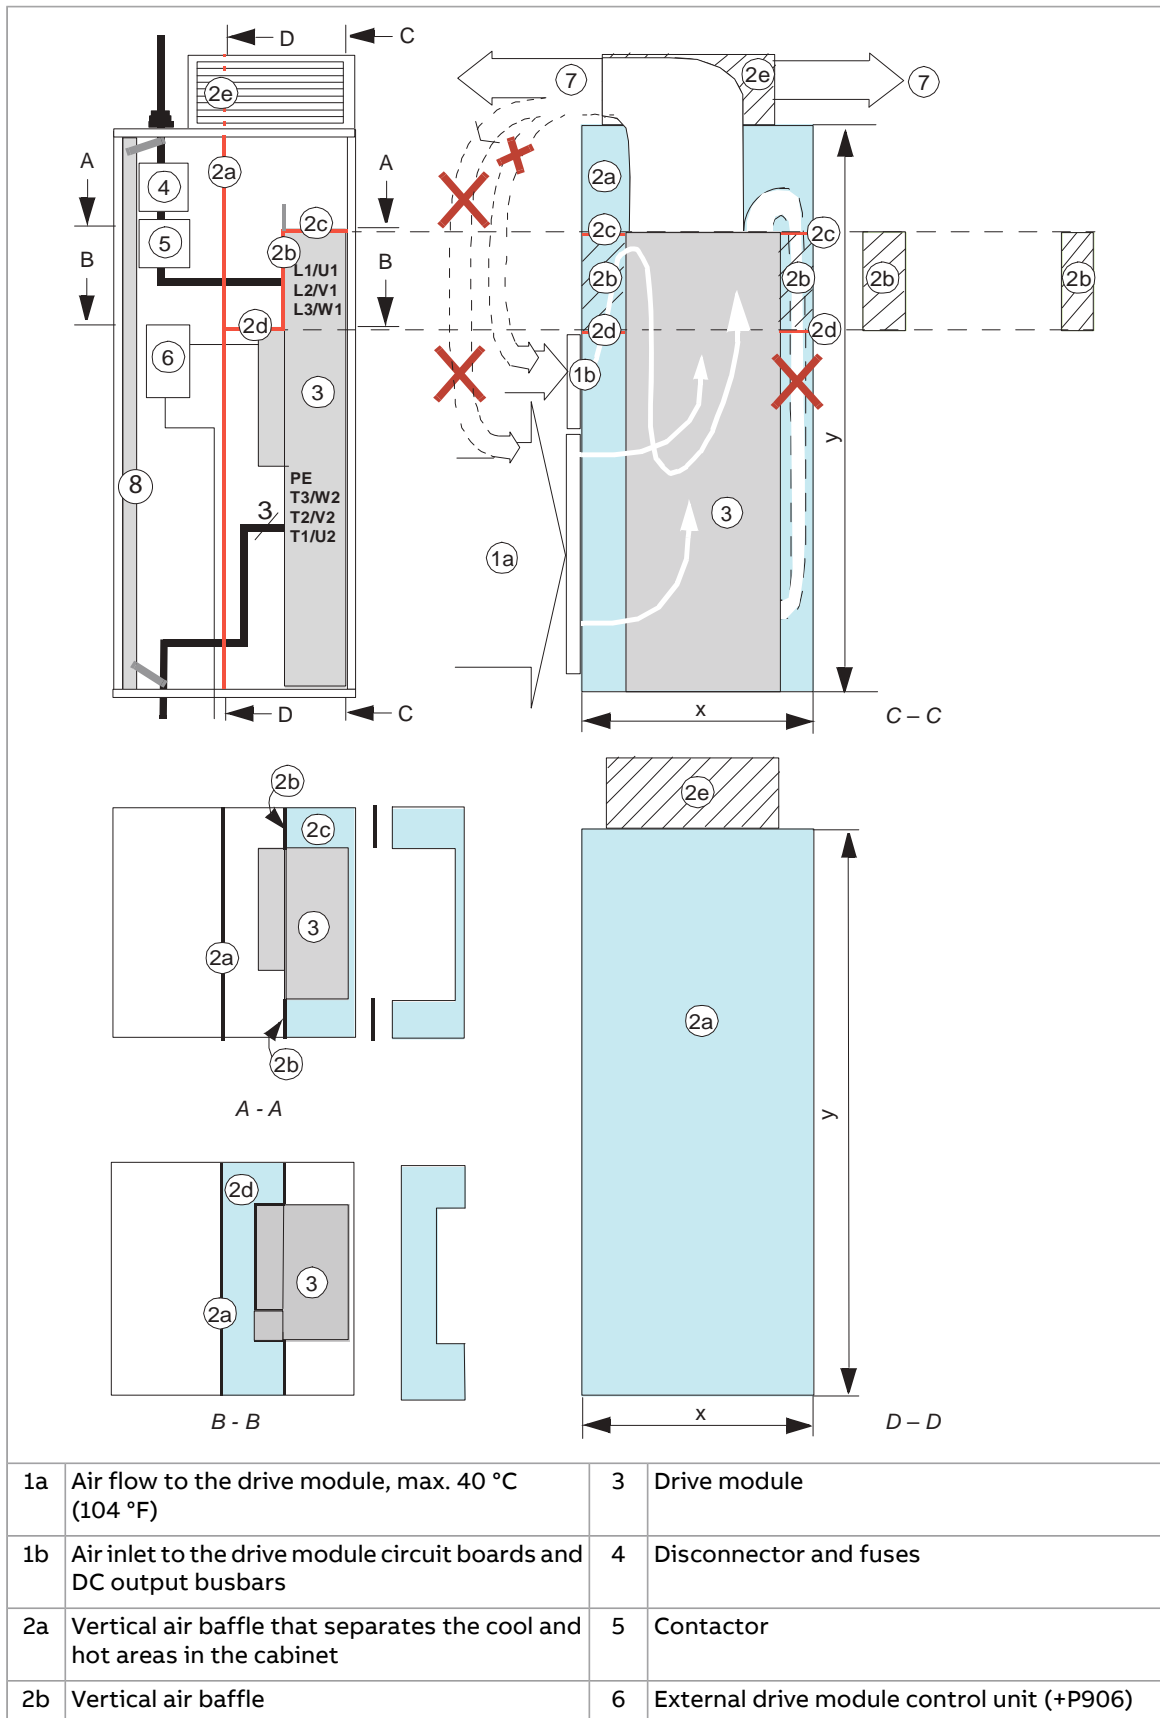 D
C
2e
A
4
2a
A
5
2c
2b
B
B
L1/U1
L2/V1
L3/W1
2d
6
3
8
PE
T3/W2
3
T2/V2
T1/U2
D
C
7
2e
7
2a
2c
2c
2b
2b
2b
2b
2d
2d
1b
y
3
1a
x
C – C
2b
2c
3
2a
2b
A - A
2d
3
2a
B - B
2e
2a
y
x
D – D
1a Air flow to the drive module, max. 40 °C
(104 °F)
3 Drive module
1b Air inlet to the drive module circuit boards and
DC output busbars
4 Disconnector and fuses
2a Vertical air baffle that separates the cool and
hot areas in the cabinet
5 Contactor
2b Vertical air baffle
6 External drive module control unit (+P906)